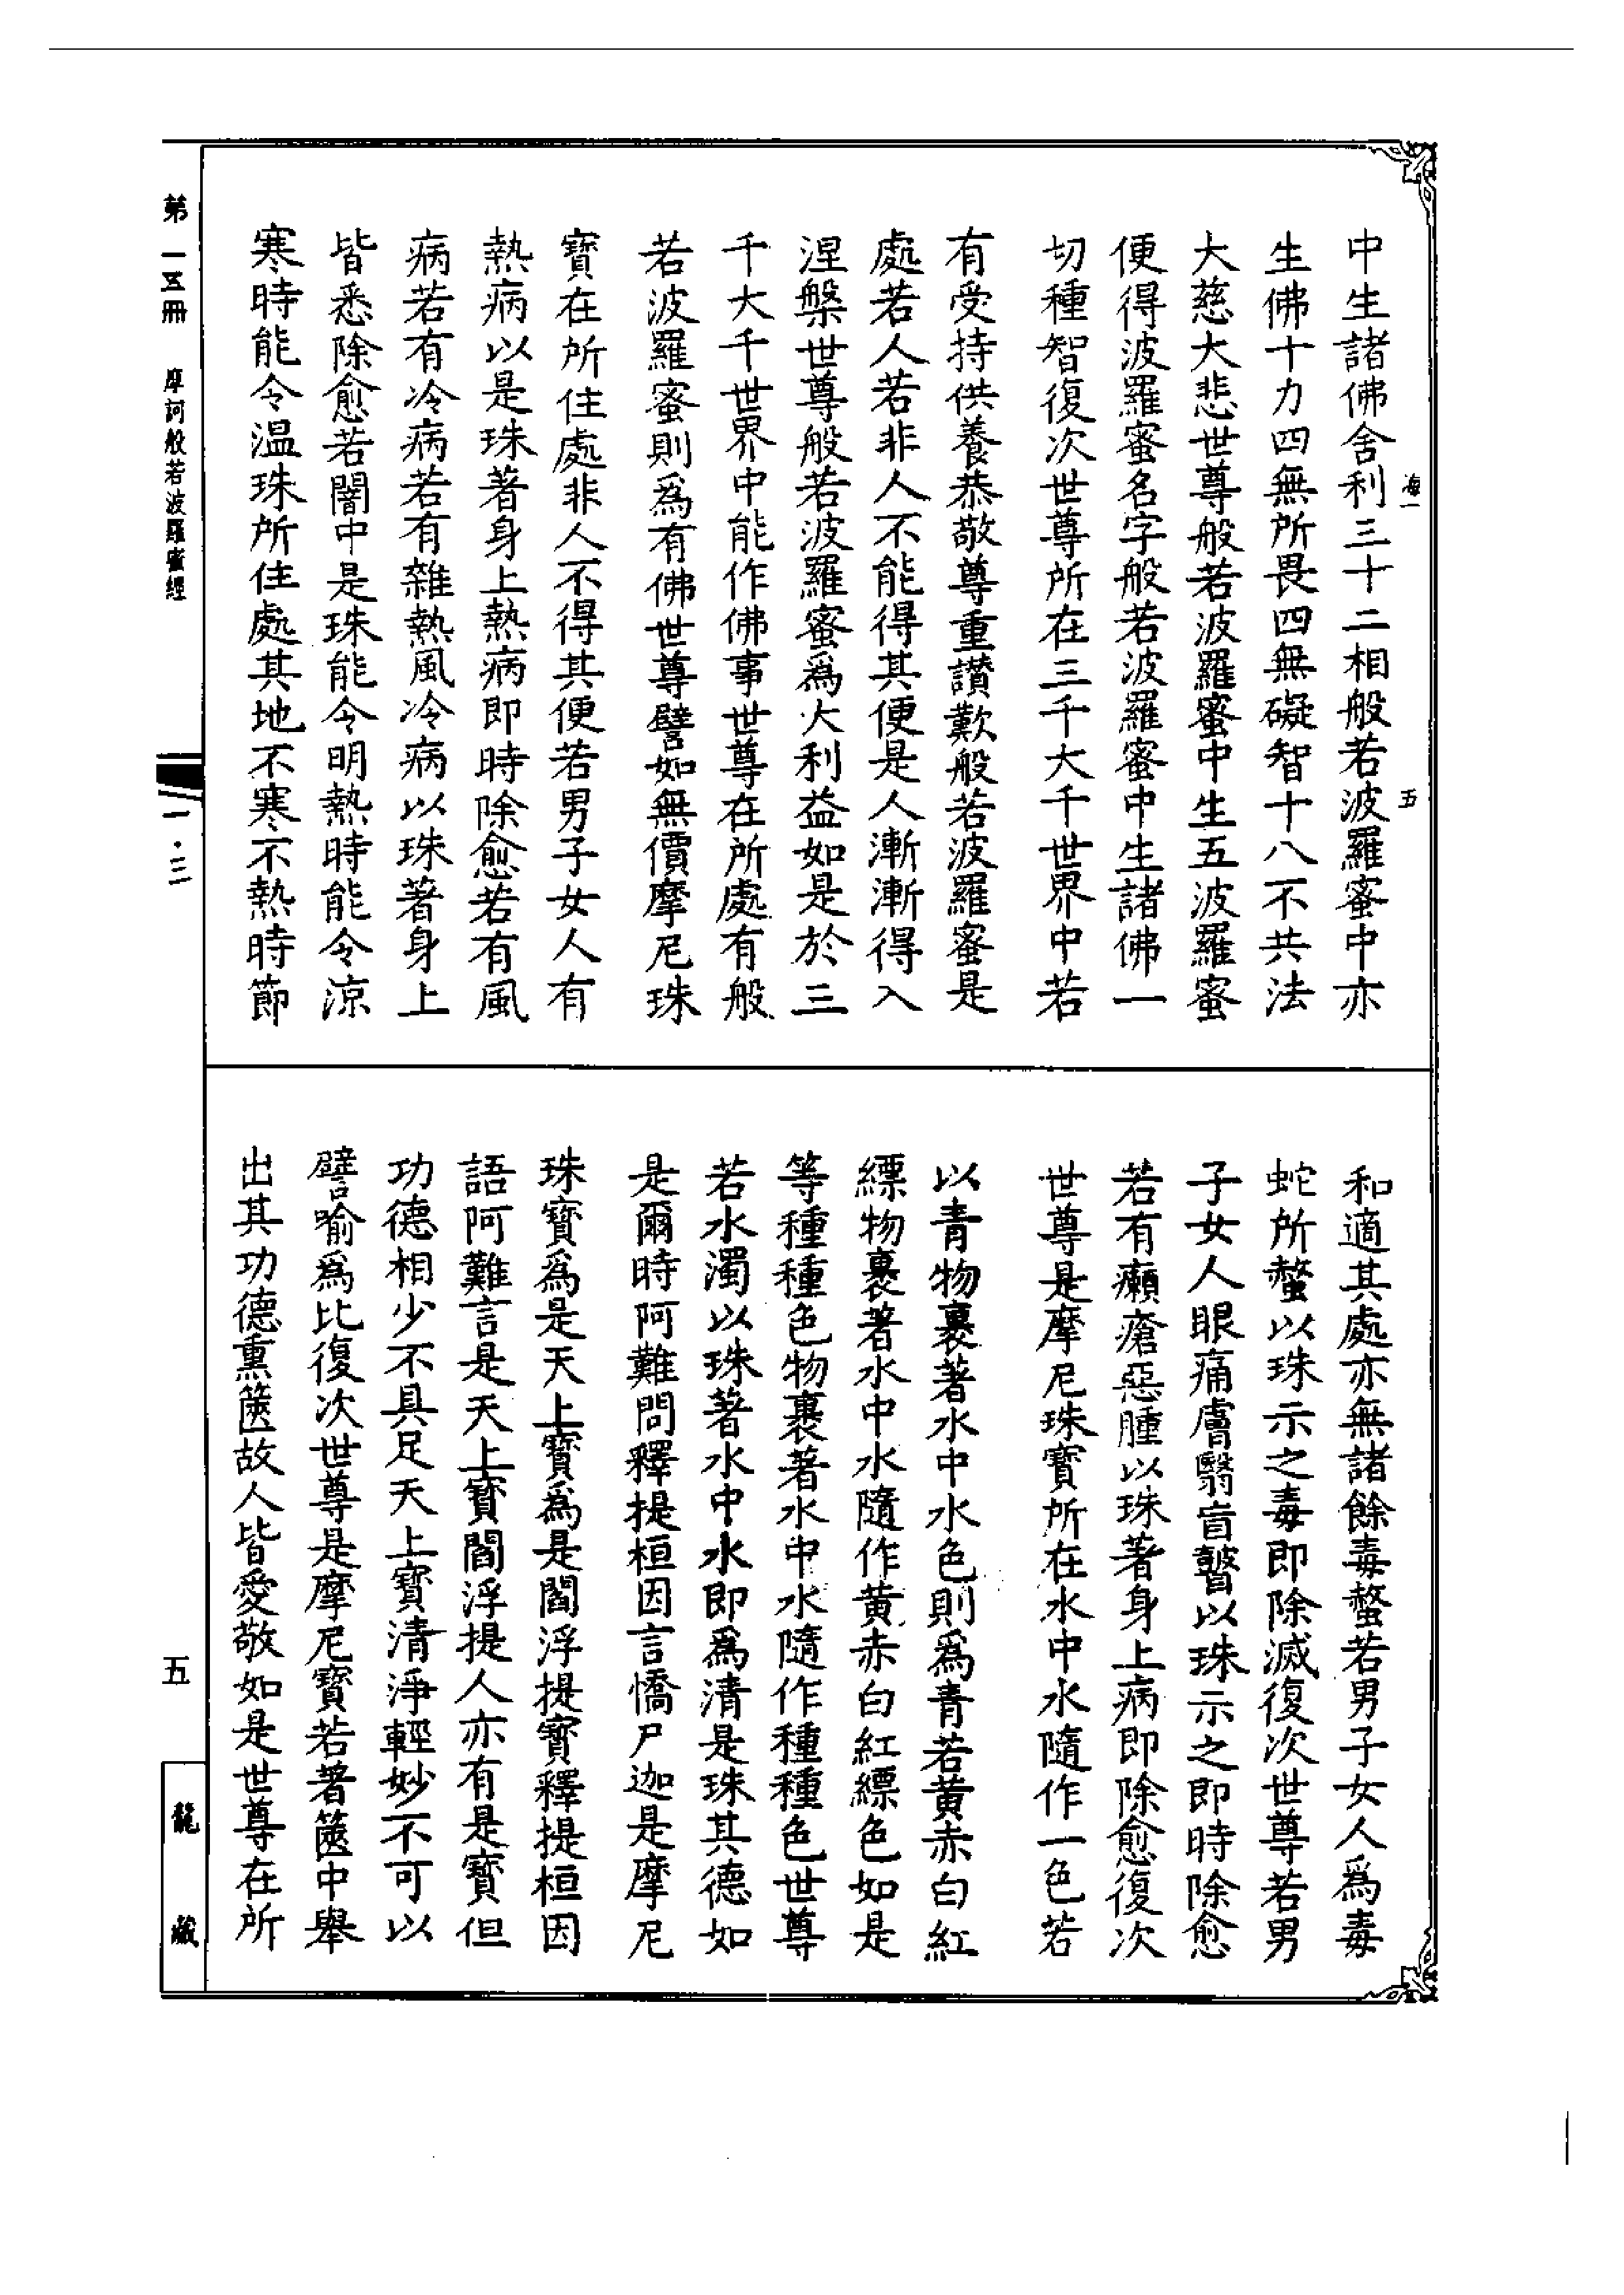 海一
五
中生諸佛舍利三十二相般若波羅蜜中亦
生佛十力四無所畏四無礙智十八不共法
大慈大悲世尊般若波羅蜜中生五波羅蜜
便得波羅蜜名字般若波羅蜜中生諸佛一
切種智復次世尊所在三千大千世界中若
有受持供養恭敬尊重讚歎般若波羅蜜是
處若人若非人不能得其便是人漸漸得入
涅槃世尊般若波羅蜜爲大利益如是於三
千大千世界中能作佛事世尊在所處有般
若波羅蜜則爲有佛世尊譬如無價摩尼珠
寶在所住處非人不得其便若男子女人有
熱病以是珠著身上熱病即時除愈若有風
病若有冷病若有雜熱風冷病以珠著身上
皆悉除愈若闇中是珠能令明熱時能令涼
寒時能令温珠所住處其地不寒不熱時節
和適其處亦無諸餘毒螫若男子女人爲毒
蛇所螫以珠示之毒即除滅復次世尊若男
子女人眼痛膚翳盲瞽以珠示之即時除愈
若有癩瘡惡腫以珠著身上病即除愈復次
世尊是摩尼珠寶所在水中水隨作一色若
以青物裹著水中水色則爲青若黄赤白紅
縹物裹著水中水隨作黄赤白紅縹色如是
等種種色物裹著水中水隨作種種色世尊
若水濁以珠著水中水即爲清是珠其德如
是爾時阿難問釋提桓因言憍尸迦是摩尼
珠寶爲是天上寶爲是閻浮提寶釋提桓因
語阿難言是天上寶閻浮提人亦有是寶但
功德相少不具足天上寶清淨輕妙不可以
譬喻爲比復次世尊是摩尼寶若著篋中舉
出其功德熏篋故人皆愛敬如是世尊在所
第一五冊 摩訶般若波羅蜜經
一·三
五
龍藏